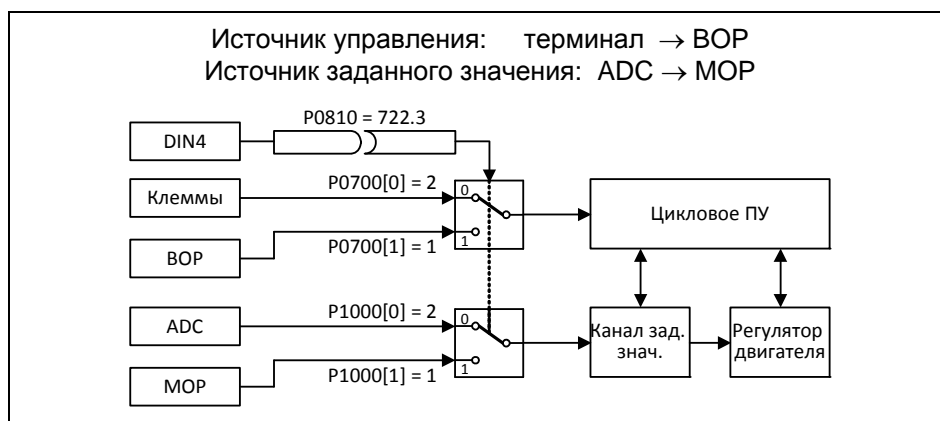 Источник управления: терминал → BOP
Источник заданного значения: ADC → MOP
P0810 = 722.3
DIN4
Клеммы
P0700[0] = 2
0
1
BOP
P0700[1] = 1
Цикловое ПУ
ADC
P1000[0] = 2
0
1
MOP
P1000[1] = 1
Канал зад.
знач.
Регулятор
двигателя